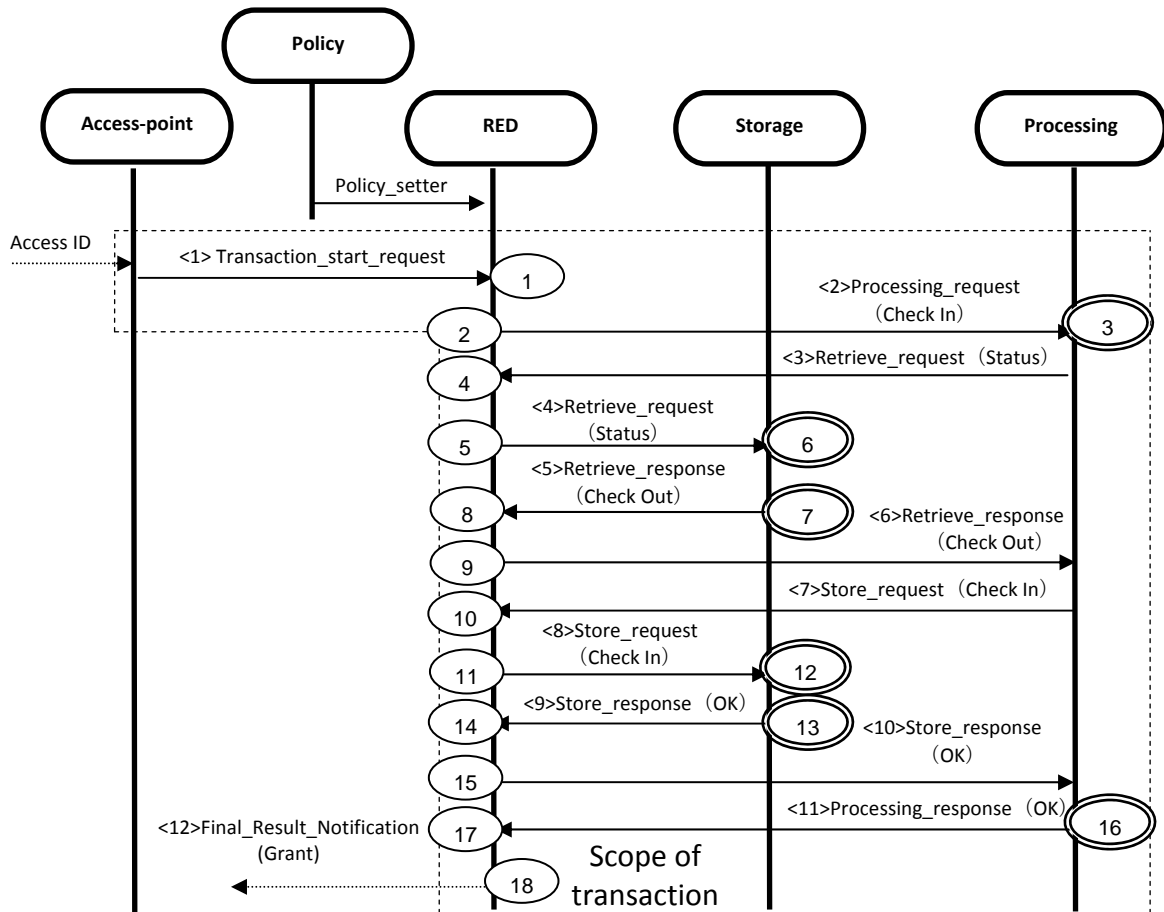 Policy
Access-point
RED
Storage
Processing
Policy_setter
Access ID
<1> Transaction_start_request
1
<2>Processing_request
（Check In）
2
3
<3>Retrieve_request（Status）
4
<4>Retrieve_request
（Status）
5
6
<5>Retrieve_response
（Check Out）
8
7
<6>Retrieve_response
（Check Out）
9
<7>Store_request（Check In）
10
<8>Store_request
（Check In）
11
12
<9>Store_response（OK）
14
13
<10>Store_response
（OK）
15
<11>Processing_response（OK）
17
16
<12>Final_Result_Notification
(Grant)
18
Scope of
transaction